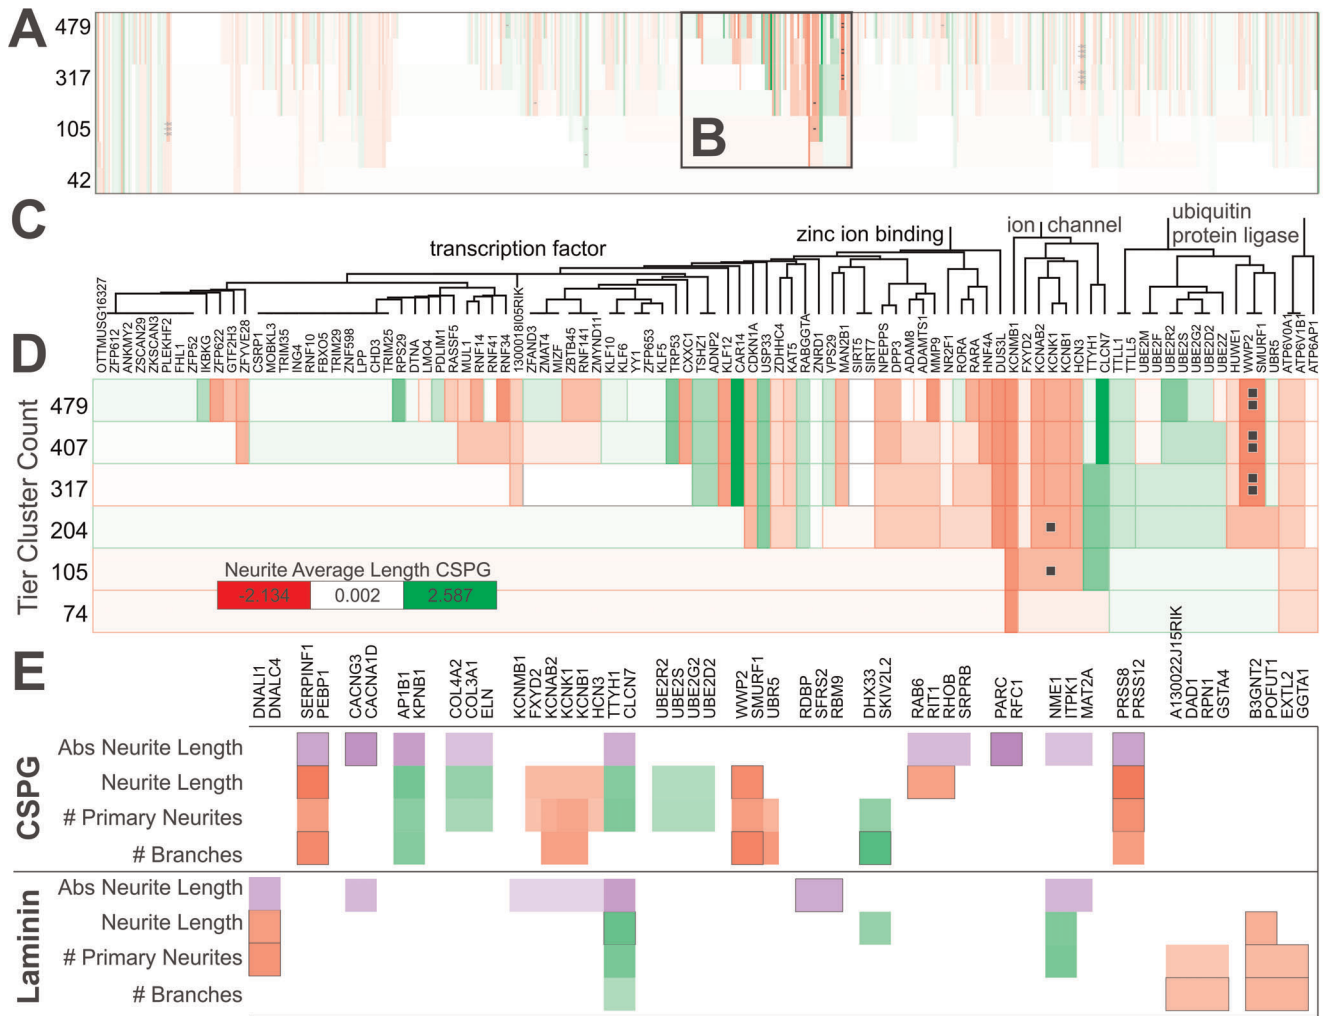 A
479
317
105
42
B
C
transcription factor
zinc ion binding
ion channel
ubiquitin
protein ligase
OTTMUSG16327
ZFP612
ANKMY2
ZSCAN29
ZKSCAN3
PLEKHF2
FHL1
ZFP52
IKBKG
ZFP622
GTF2H3
ZFYVE28
CSRP1
MOBKL3
TRIM35
ING4
RNF10
FBXO5
TRIM29
ZNF598
LPP
CHD3
TRIM25
RPS29
DTNA
LMO4
PDLIM1
RASSF5
MUL1
RNF14
RNF41
RNF34
1300018I05RIK
FAND3
ZMAT4
MIZF
ZBTB45
RNF141
ZMYND11
KLF10
KLF6
YY1
ZFP653
KLF5
TRP53
CXXC1
TSHZ1
ADNP2
KLF12
CAR14
CDKN1A
USP33
ZDHHC4
KAT5
RABGGTA
ZNRD1
VPS29
MAN2B1
SIRT5
SIRT7
NPEPPS
DPP3
ADAM8
ADAMTS1
MMP9
NR2F1
RORA
RARA
HNF4A
DUS3L
KCNMB1
FXYD2
KCNAB2
KCNK1
KCNB1
HCN3
TTYH1
CLCN7
TTLL1
TTLL5
UBE2M
UBE2F
UBE2R2
UBE2S
UBE2G2
UBE2D2
UBE2Z
HUWE1
WWP2
SMURF1
UBR5
ATP6V0A1
ATP6V1B1
ATP6AP1
D
Tier Cluster Count
479
407
317
204
105
74
Neurite Average Length CSPG
-2.134 0.002 2.587
E
DNALI1
DNALC4
SERPINF1
PEBP1
CACNG3
CACNA1D
AP1B1
KPNB1
COL4A2
COL3A1
ELN
KCNMB1
FXYD2
KCNAB2
KCNK1
KCNB1
HCN3
TTYH1
CLCN7
UBE2R2
UBE2S
UBE2G2
UBE2D2
WWP2
SMURF1
UBR5
RDBP
SFRS2
RBM9
DHX33
SKIV2L2
RAB6
RIT1
RHOB
SRPRB
PARC
RFC1
NME1
ITPK1
MAT2A
PRSS8
PRSS12
A130022J15RIK
DAD1
RPN1
GSTA4
B3GNT2
POFUT1
EXTL2
GGTA1
CSPG
Abs Neurite Length
Neurite Length
# Primary Neurites
# Branches
Laminin
Abs Neurite Length
Neurite Length
# Primary Neurites
# Branches